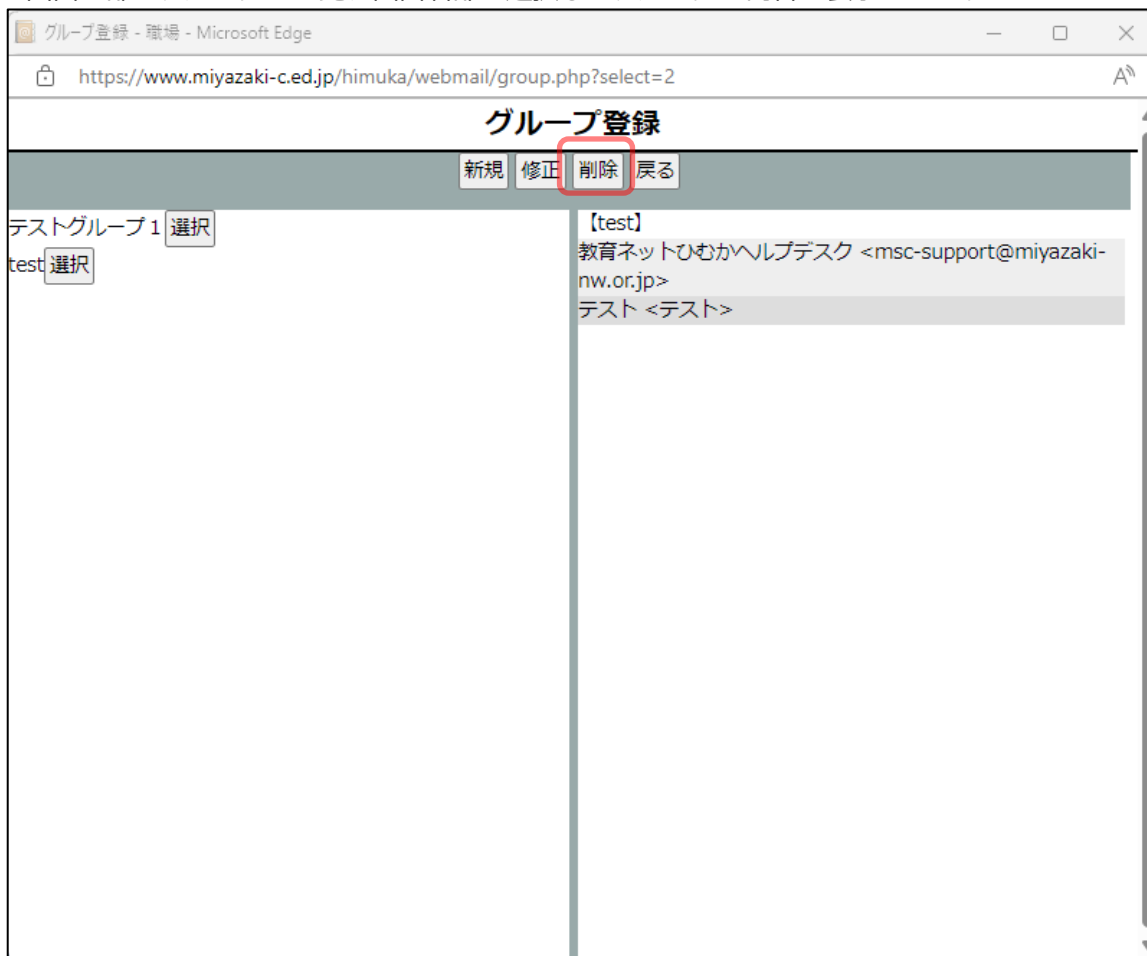 グループ登録 - 職場 - Microsoft Edge
https://www.miyazaki-c.ed.jp/himuka/webmail/group.php?select=2
グループ登録
新規 修正 削除 戻る
テストグループ1 選択
test 選択
【test】
教育ネットひむかヘルプデスク <msc-support@miyazaki-
nw.or.jp>
テスト <テスト>